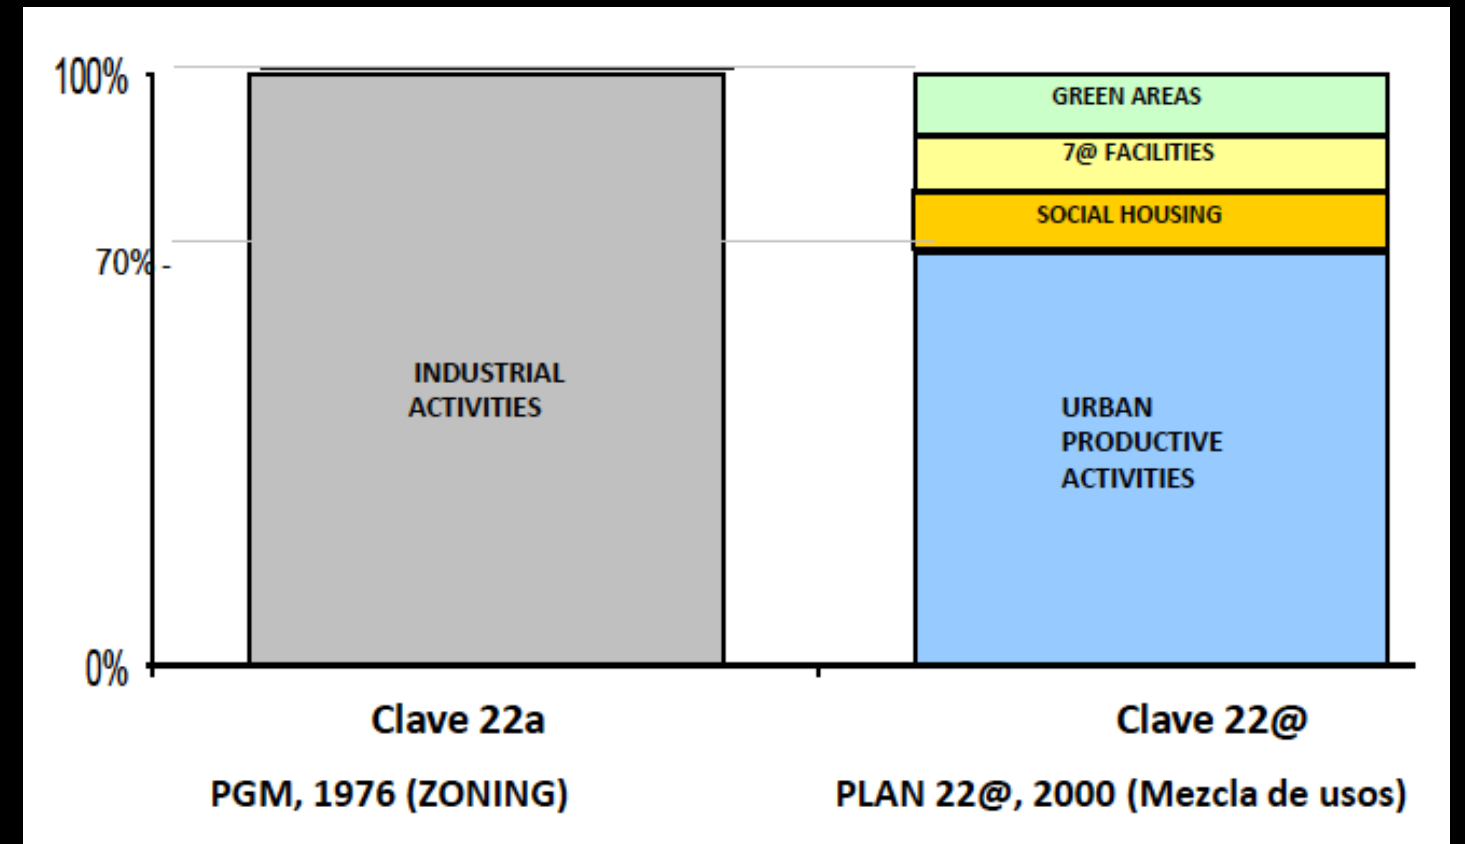 100%
GREEN AREAS
7@ FACILITIES
SOCIAL HOUSING
70% -
INDUSTRIAL
ACTIVITIES
URBAN
PRODUCTIVE
ACTIVITIES
0%
Clave 22a
Clave 22@
PGM, 1976 (ZONING)
PLAN 22@, 2000 (Mezcla de usos)